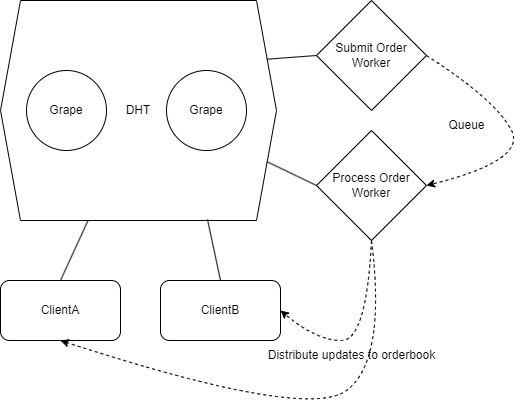 Submit Order
Worker
Grape
DHT
Grape
Queue
Process Order
Worker
ClientA
ClientB
Distribute updates to orderbook